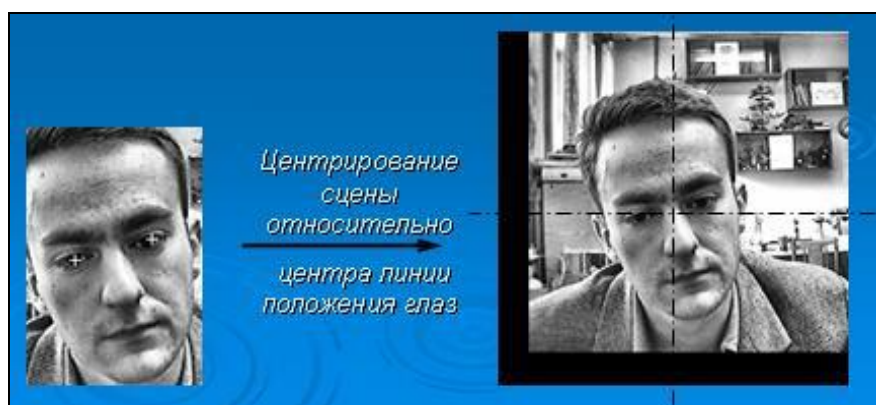 Центрирование
сцены
относительно
центра линии
положения глаз